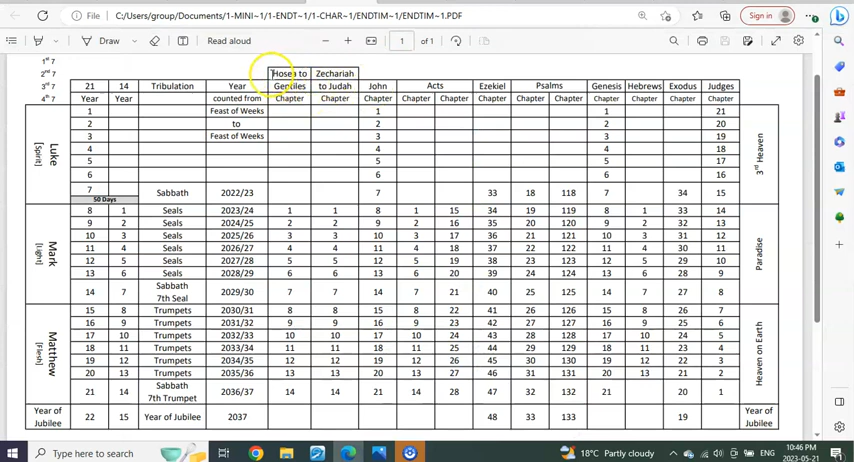 File C:/Users/group/Documents/1-MINI~1/1-ENDT~1/1-CHAR~1/ENDTIM~1/ENDTIM~1.PDF Sign in
Draw Read aloud 1 of 1
1st 7
2nd 7 Hosea to Zechariah
3rd 7 21 14 Tribulation Year Gentiles to Judah John Acts Ezekiel Psalms Genesis Hebrews Exodus Judges
4th 7 Year Year counted from Chapter Chapter Chapter Chapter Chapter Chapter Chapter Chapter Chapter Chapter Chapter Chapter
Luke [Spirit]
1 Feast of Weeks 1 1 21
2 to 2 2 20
3 Feast of Weeks 3 3 19
4 4 4 18
5 5 5 17
6 6 6 16
7 Sabbath 2022/23 7 33 18 118 7 34 15
50 Days
3rd Heaven
Mark [Light]
8 1 Seals 2023/24 1 1 8 1 15 34 19 119 8 1 33 14
9 2 Seals 2024/25 2 2 9 2 16 35 20 120 9 2 32 13
10 3 Seals 2025/26 3 3 10 3 17 36 21 121 10 3 31 12
11 4 Seals 2026/27 4 4 11 4 18 37 22 122 11 4 30 11
12 5 Seals 2027/28 5 5 12 5 19 38 23 123 12 5 29 10
13 6 Seals 2028/29 6 6 13 6 20 39 24 124 13 6 28 9
14 7 Sabbath 7th Seal 2029/30 7 7 14 7 21 40 25 125 14 7 27 8
Paradise
Matthew [Flesh]
15 8 Trumpets 2030/31 8 8 15 8 22 41 26 126 15 8 26 7
16 9 Trumpets 2031/32 9 9 16 9 23 42 27 127 16 9 25 6
17 10 Trumpets 2032/33 10 10 17 10 24 43 28 128 17 10 24 5
18 11 Trumpets 2033/34 11 11 18 11 25 44 29 129 18 11 23 4
19 12 Trumpets 2034/35 12 12 19 12 26 45 30 130 19 12 22 3
20 13 Trumpets 2035/36 13 13 20 13 27 46 31 131 20 13 21 2
21 14 Sabbath 7th Trumpet 2036/37 14 14 21 14 28 47 32 132 21 20 1
Heaven on Earth
Year of Jubilee 22 15 Year of Jubilee 2037 48 33 133 19 Year of Jubilee
Type here to search 18°C Partly cloudy ENG 10:46 PM
2023-05-21